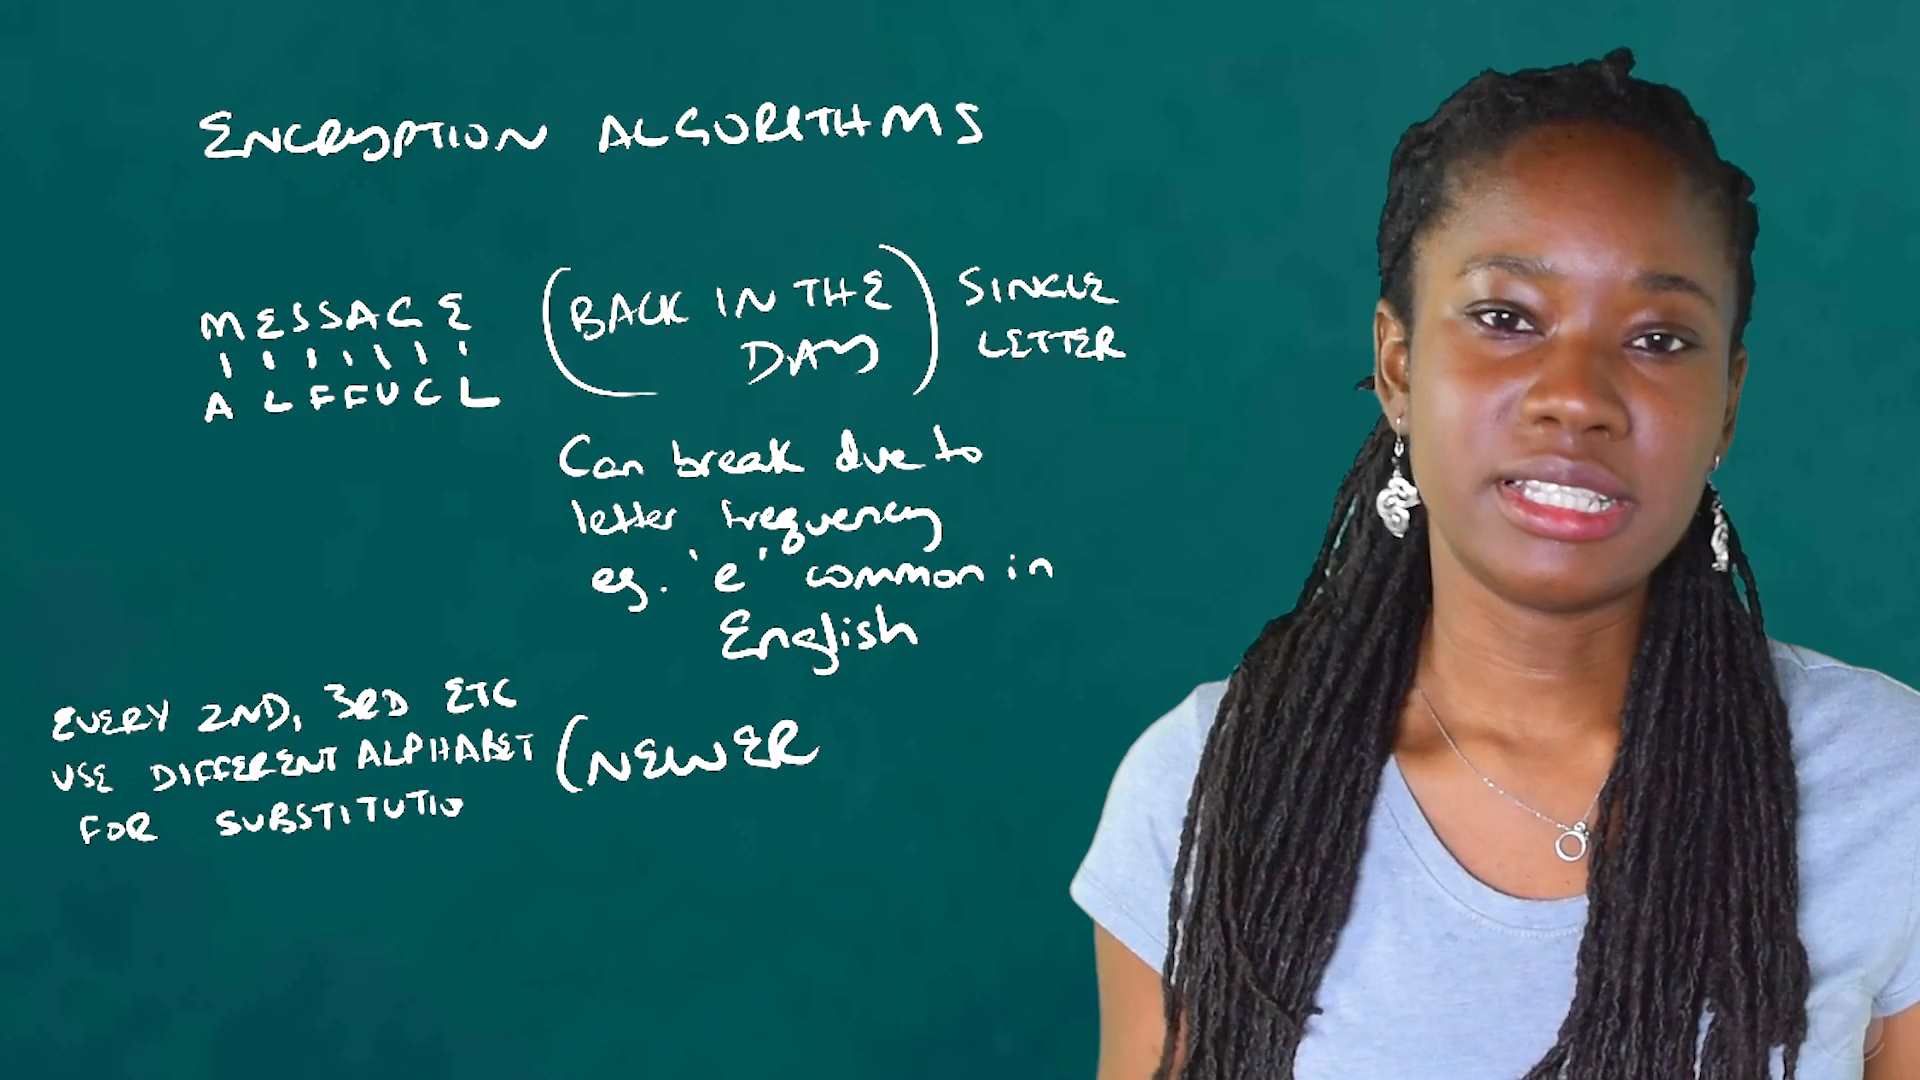 ENCRYPTION ALGORITHMS
MESSAGE
ALFFUCL
(BACK IN THE
DAY)
SINGLE
LETTER
Can break due to
letter frequency
eg. 'e' common in
English
EVERY 2ND, 3RD ETC
USE DIFFERENT ALPHABET
FOR SUBSTITUTIO
(NEWER